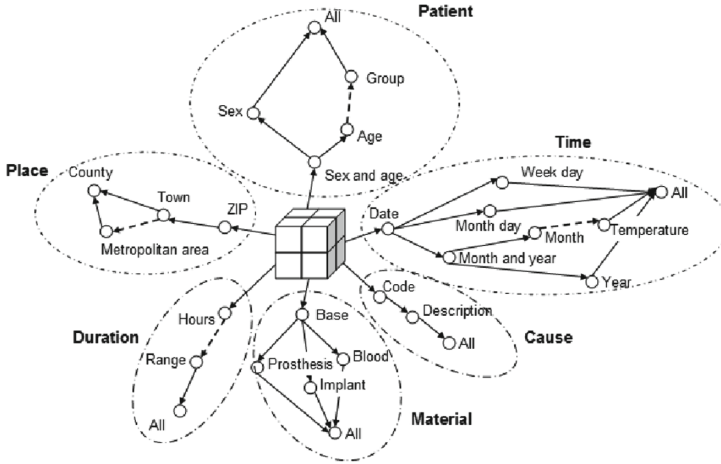 Patient
All
Group
Sex
Age
Sex and age
Place
County
Town
ZIP
Metropolitan area
Time
Week day
All
Date
Month day
Month
Temperature
Month and year
Year
Duration
Hours
Range
All
Base
Prosthesis
Blood
Implant
All
Material
Code
Description
All
Cause